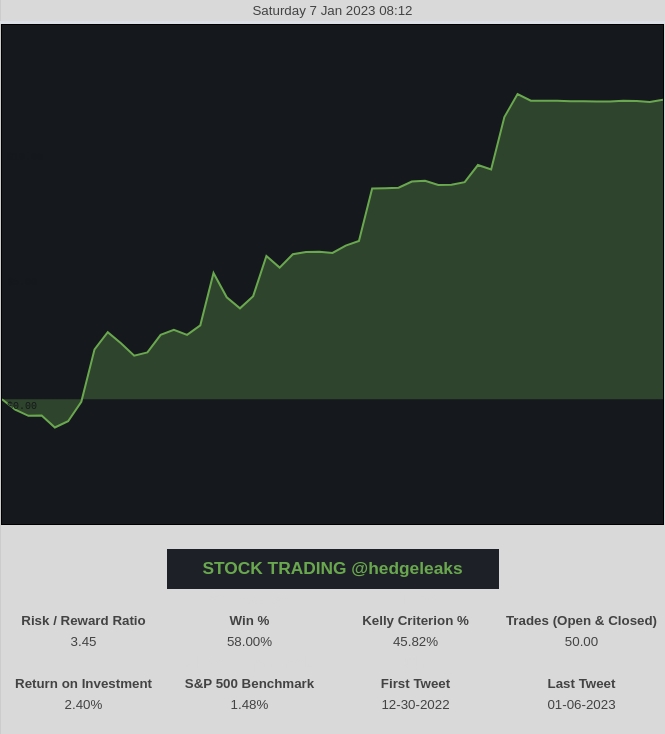 Saturday 7 Jan 2023 08:12
STOCK TRADING @hedgeleaks
Risk / Reward Ratio Win % Kelly Criterion % Trades (Open & Closed)
3.45 58.00% 45.82% 50.00
Return on Investment S&P 500 Benchmark First Tweet Last Tweet
2.40% 1.48% 12-30-2022 01-06-2023